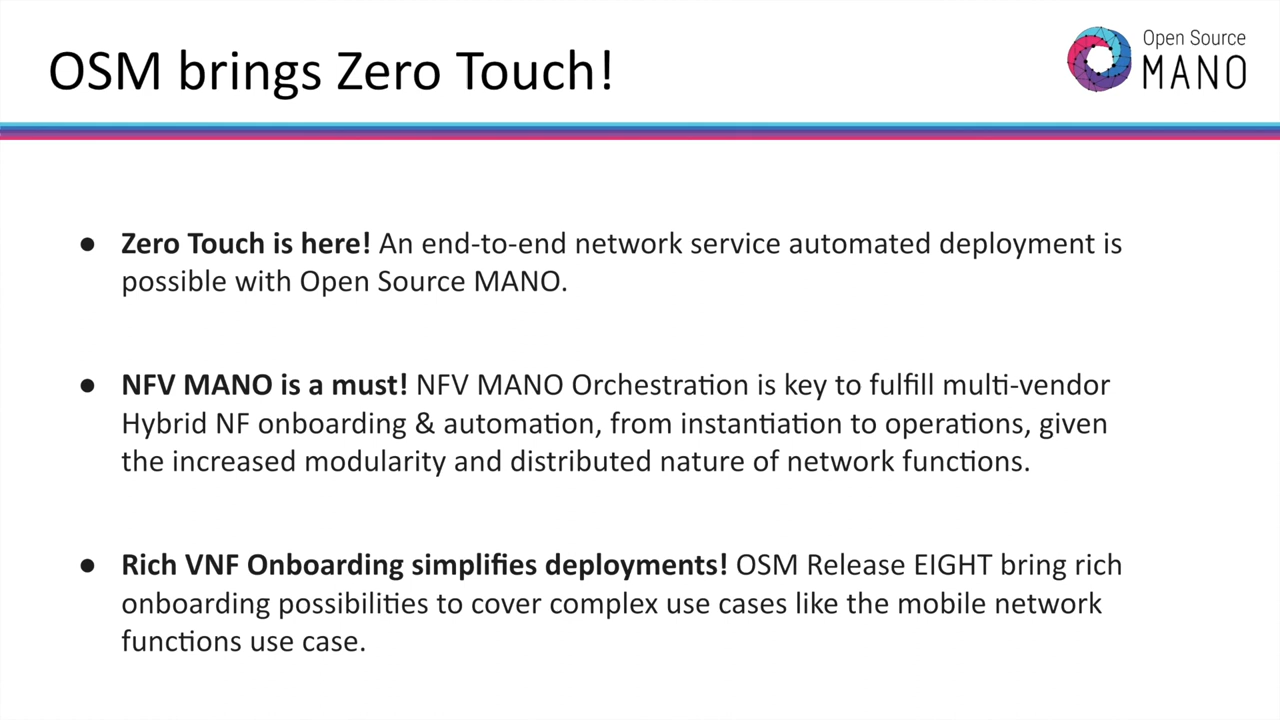 OSM brings Zero Touch!
Open Source
MANO
● Zero Touch is here! An end-to-end network service automated deployment is
possible with Open Source MANO.
● NFV MANO is a must! NFV MANO Orchestration is key to fulfill multi-vendor
Hybrid NF onboarding & automation, from instantiation to operations, given
the increased modularity and distributed nature of network functions.
● Rich VNF Onboarding simplifies deployments! OSM Release EIGHT bring rich
onboarding possibilities to cover complex use cases like the mobile network
functions use case.